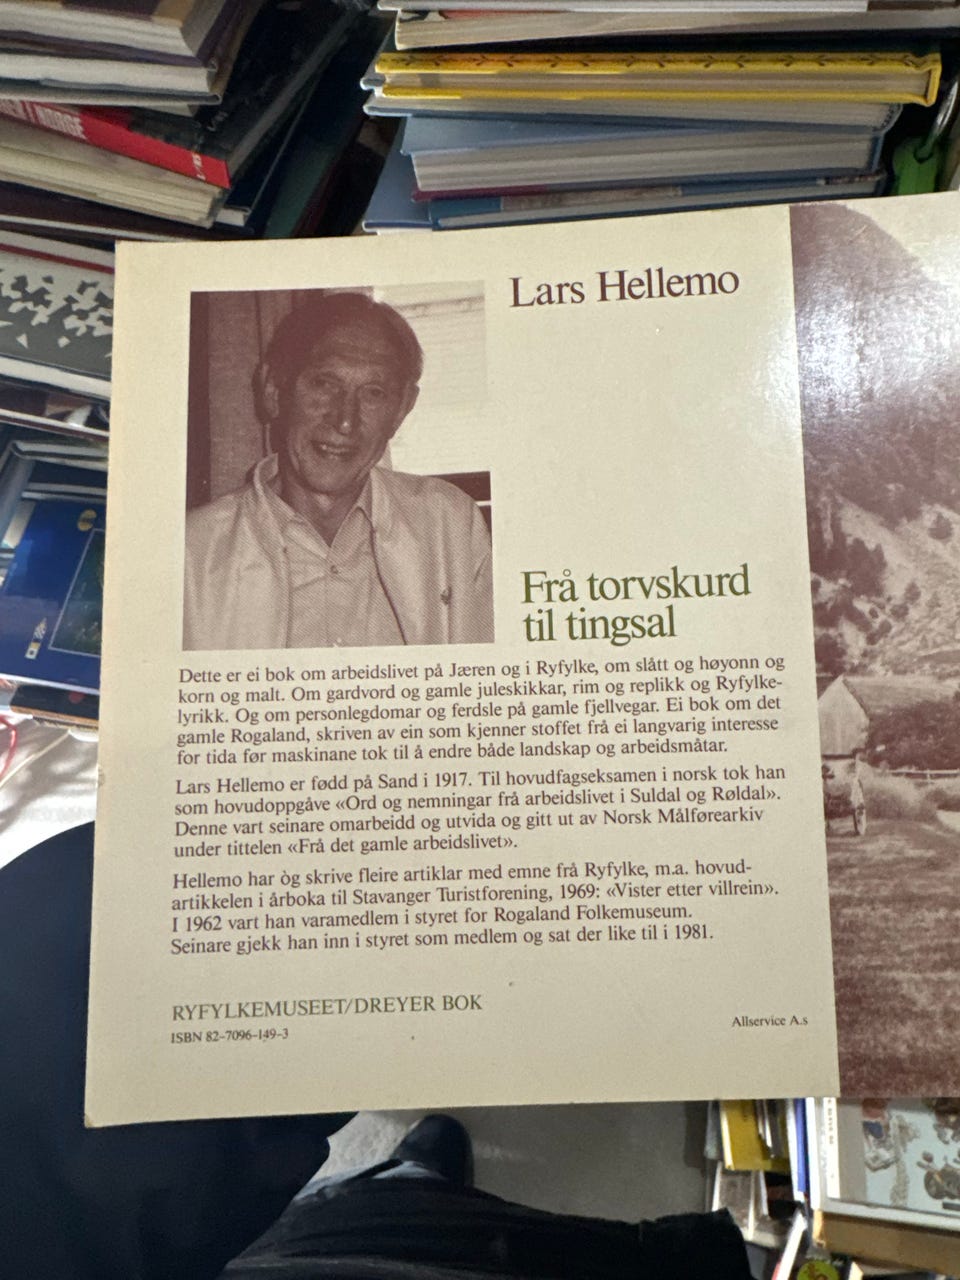 NORGE
Lars Hellemo
Frå torvskurd
til tingsal
Dette er ei bok om arbeidslivet på Jæren og i Ryfylke, om slått og høyonn og
korn og malt. Om gardvord og gamle juleskikkar, rim og replikk og Ryfylke-
lyrikk. Og om personlegdomar og ferdsle på gamle fjellvegar. Ei bok om det
gamle Rogaland, skriven av ein som kjenner stoffet frå ei langvarig interesse
for tida før maskinane tok til å endre både landskap og arbeidsmåtar.
Lars Hellemo er fødd på Sand i 1917. Til hovudfagseksamen i norsk tok han
som hovudoppgåve «Ord og nemningar frå arbeidslivet i Suldal og Røldal».
Denne vart seinare omarbeidd og utvida og gitt ut av Norsk Målførearkiv
under tittelen «Frå det gamle arbeidslivet».
Hellemo har òg skrive fleire artiklar med emne frå Ryfylke, m.a. hovud-
artikkelen i årboka til Stavanger Turistforening, 1969: «Vister etter villrein».
I 1962 vart han varamedlem i styret for Rogaland Folkemuseum.
Seinare gjekk han inn i styret som medlem og sat der like til i 1981.
RYFYLKEMUSEET/DREYER BOK
ISBN 82-7096-149-3
Allservice A.s